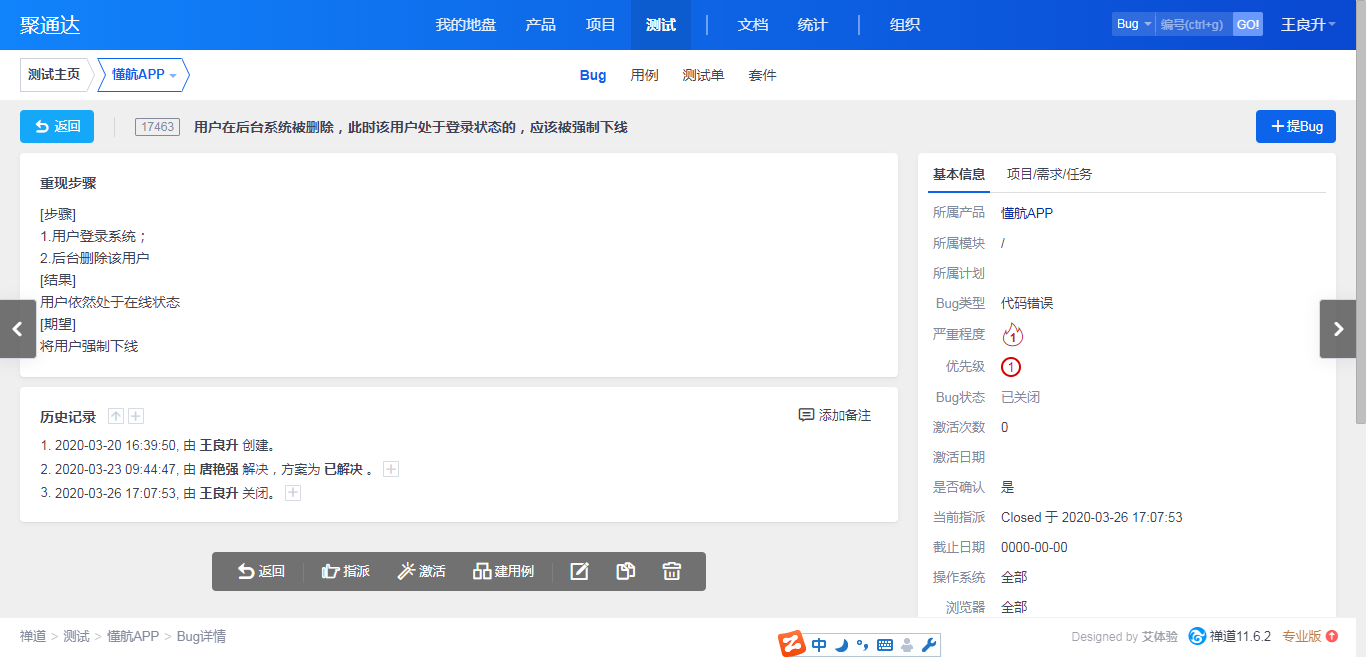 聚通达 我的地盘 产品 项目 测试 文档 统计 组织 Bug 编号(ctrl+g) GO! 王良升
测试主页 懂航APP Bug 用例 测试单 套件
返回 17463 用户在后台系统被删除，此时该用户处于登录状态的，应该被强制下线 提Bug
重现步骤
[步骤]
1.用户登录系统；
2.后台删除该用户
[结果]
用户依然处于在线状态
[期望]
将用户强制下线
历史记录 添加备注
1. 2020-03-20 16:39:50, 由 王良升 创建。
2. 2020-03-23 09:44:47, 由 唐艳强 解决，方案为 已解决 。
3. 2020-03-26 17:07:53, 由 王良升 关闭。
返回 指派 激活 建用例
基本信息 项目/需求/任务
所属产品 懂航APP
所属模块 /
所属计划
Bug类型 代码错误
严重程度 1
优先级 1
Bug状态 已关闭
激活次数 0
激活日期
是否确认 是
当前指派 Closed 于 2020-03-26 17:07:53
截止日期 0000-00-00
操作系统 全部
浏览器 全部
禅道 > 测试 > 懂航APP > Bug详情 中 Designed by 艾体验 禅道11.6.2 专业版